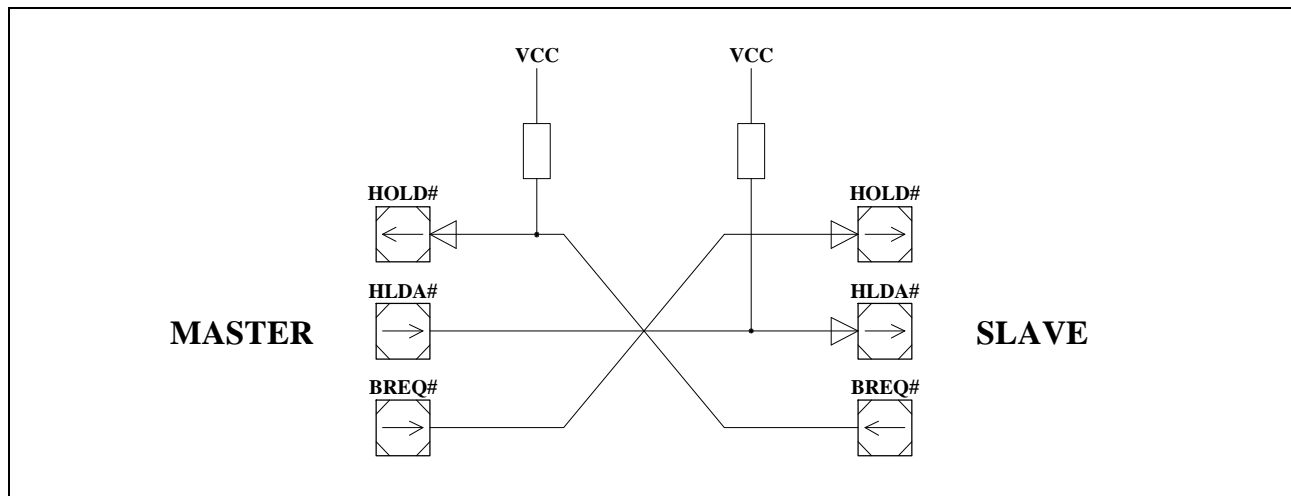 VCC VCC
HOLD# HOLD#
HLDA# HLDA#
MASTER SLAVE
BREQ# BREQ#